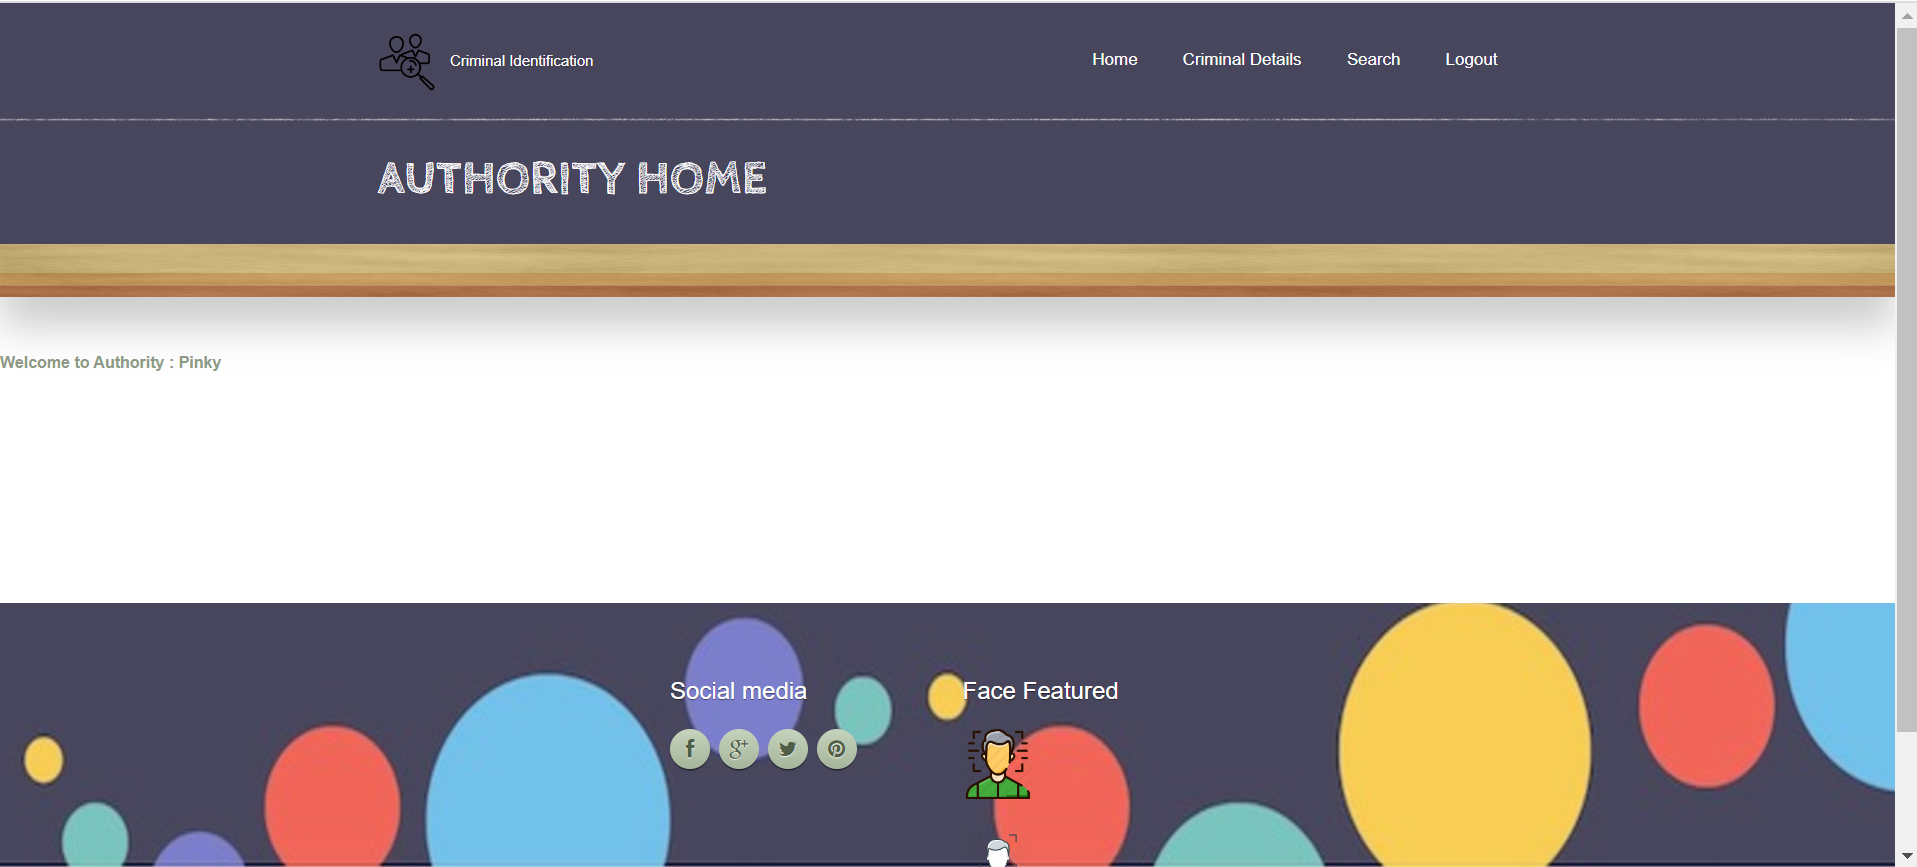 Criminal Identification
Home Criminal Details Search Logout
AUTHORITY HOME
Welcome to Authority : Pinky
Social media
Face Featured